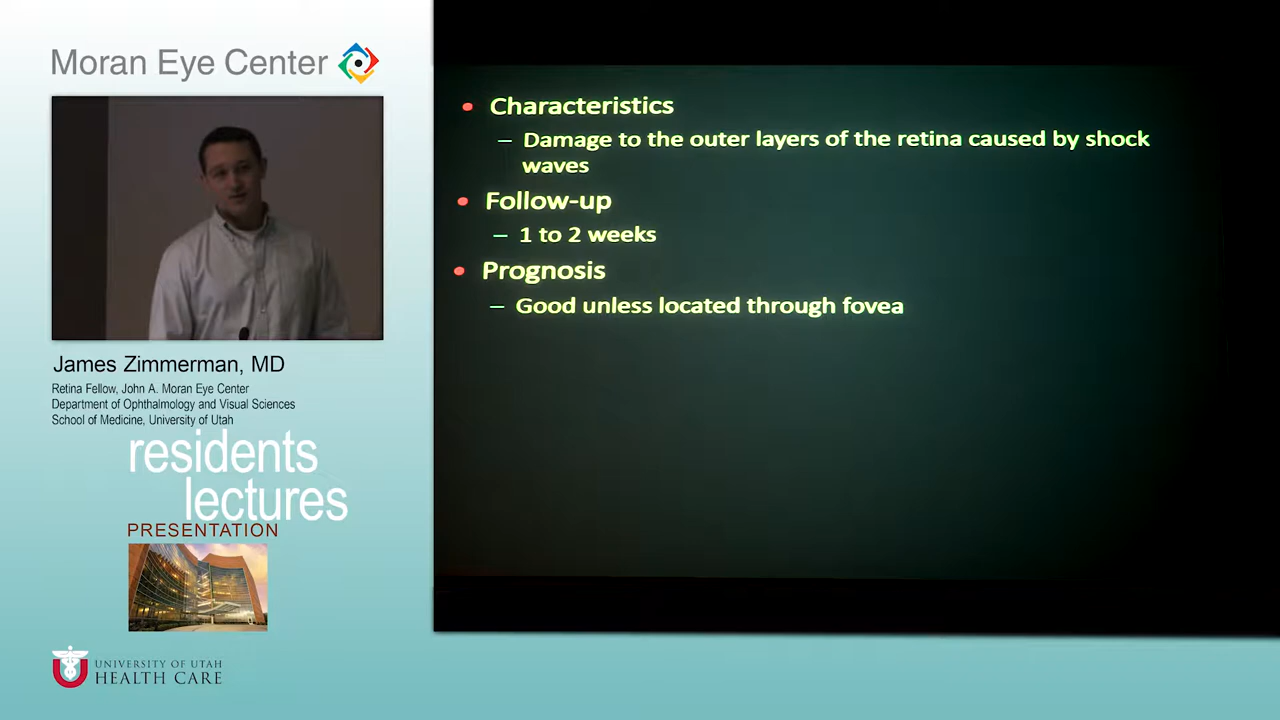 Moran Eye Center
James Zimmerman, MD
Retina Fellow, John A. Moran Eye Center
Department of Ophthalmology and Visual Sciences
School of Medicine, University of Utah
residents
lectures
PRESENTATION
UNIVERSITY OF UTAH
HEALTH CARE
• Characteristics
– Damage to the outer layers of the retina caused by shock
waves
• Follow-up
– 1 to 2 weeks
• Prognosis
– Good unless located through fovea